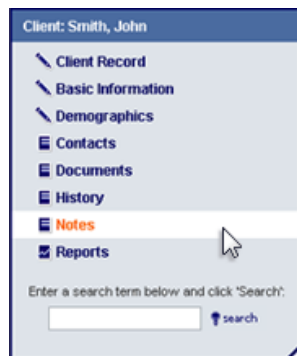 Client: Smith, John
Client Record
Basic Information
Demographics
Contacts
Documents
History
Notes
Reports
Enter a search term below and click 'Search':
search